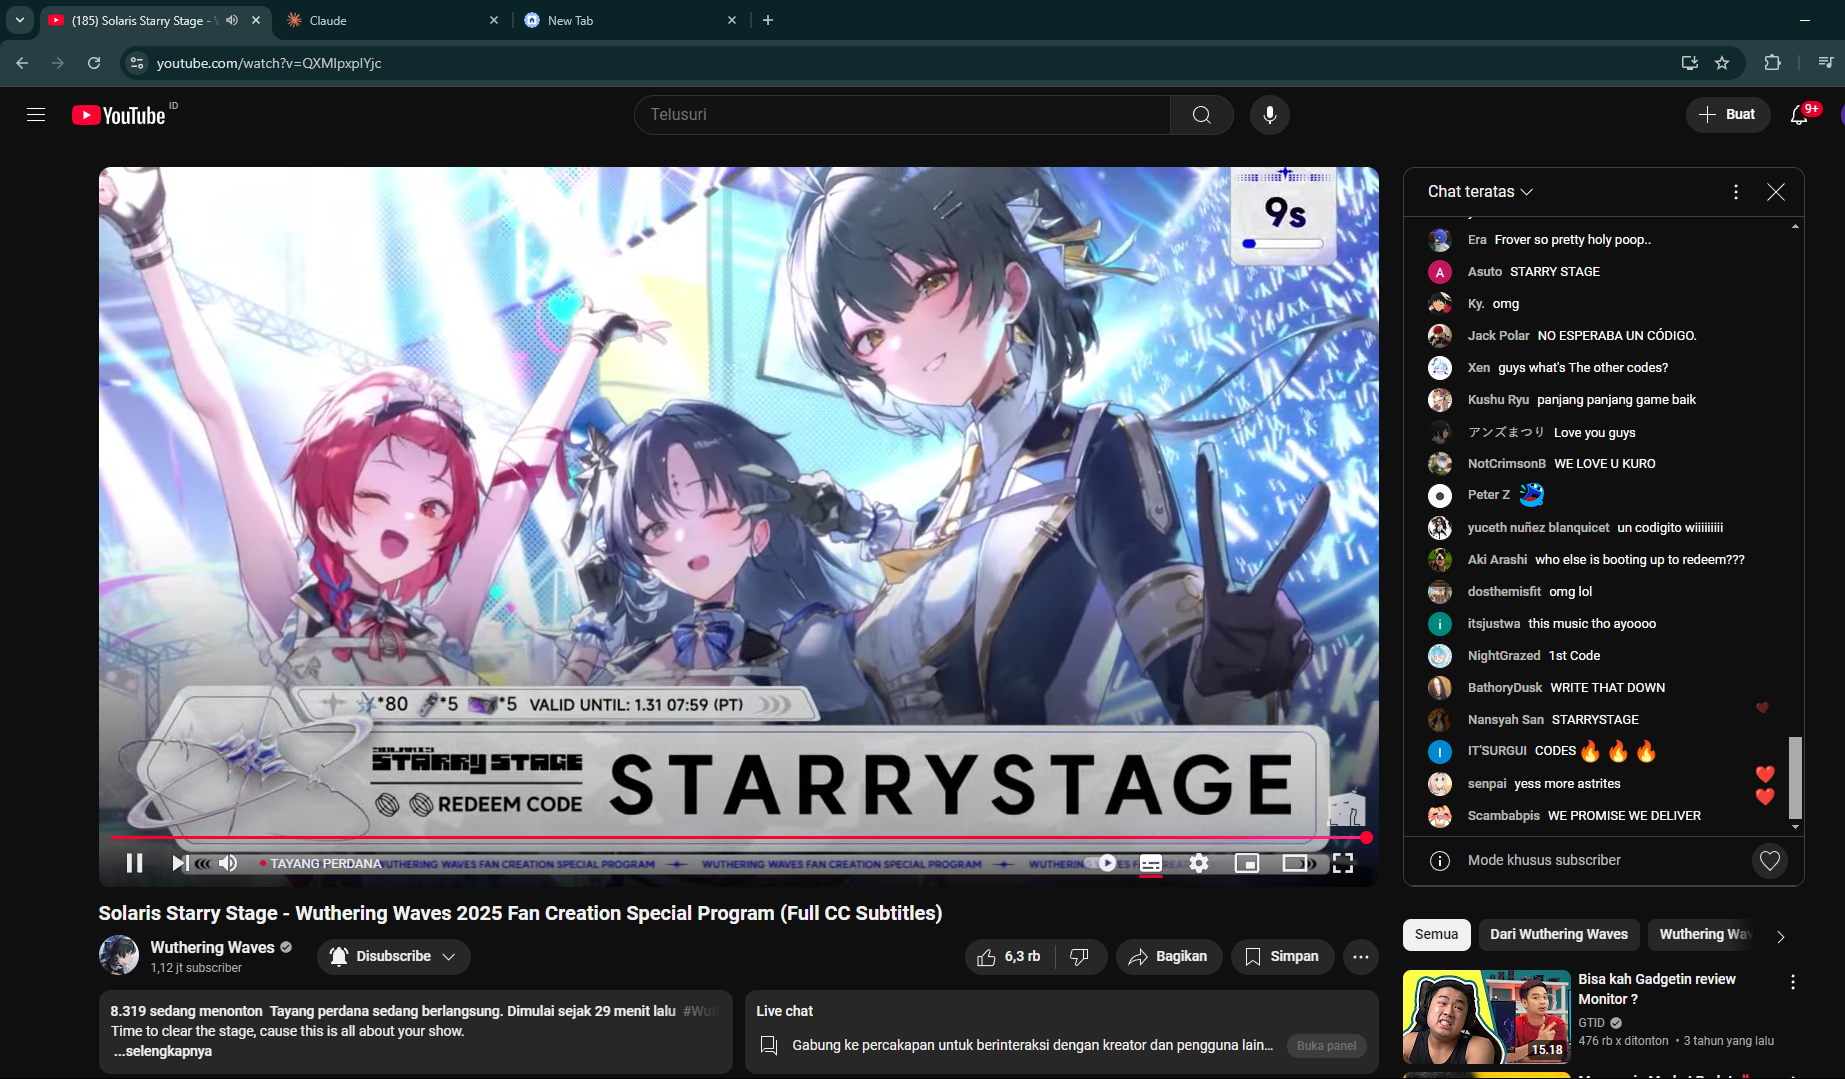 (185) Solaris Starry Stage -
Claude
New Tab
youtube.com/watch?v=QXMIpxplYjc
YouTube ID
Telusuri
Buat
9+
9s
*80 *5 *5 VALID UNTIL: 1.31 07:59 (PT)
SOLARIS
STARRY STAGE
REDEEM CODE
STARRYSTAGE
TAYANG PERDANA
WUTHERING WAVES FAN CREATION SPECIAL PROGRAM
WUTHERING WAVES FAN CREATION SPECIAL PROGRAM
WUTHERING
Chat teratas
Era Frover so pretty holy poop..
A
Asuto STARRY STAGE
Ky. omg
Jack Polar NO ESPERABA UN CÓDIGO.
Xen guys what's The other codes?
Kushu Ryu panjang panjang game baik
アンズまつり Love you guys
NotCrimsonB WE LOVE U KURO
Peter Z
yuceth nuñez blanquicet un codigito wiiiiiiiii
Aki Arashi who else is booting up to redeem???
dosthemisfit omg lol
i
itsjustwa this music tho ayoooo
NightGrazed 1st Code
BathoryDusk WRITE THAT DOWN
Nansyah San STARRYSTAGE
I
IT'SURGUI CODES🔥🔥🔥
senpai yess more astrites
Scambabpis WE PROMISE WE DELIVER
Mode khusus subscriber
Solaris Starry Stage - Wuthering Waves 2025 Fan Creation Special Program (Full CC Subtitles)
Wuthering Waves
1,12 jt subscriber
Disubscribe
6,3 rb
Bagikan
Simpan
8.319 sedang menonton Tayang perdana sedang berlangsung. Dimulai sejak 29 menit lalu #Wut
Time to clear the stage, cause this is all about your show.
...selengkapnya
Live chat
Gabung ke percakapan untuk berinteraksi dengan kreator dan pengguna lain...
Buka panel
Semua
Dari Wuthering Waves
Wuthering Wav
Bisa kah Gadgetin review
Monitor ?
GTID
476 rb x ditonton • 3 tahun yang lalu
15.18